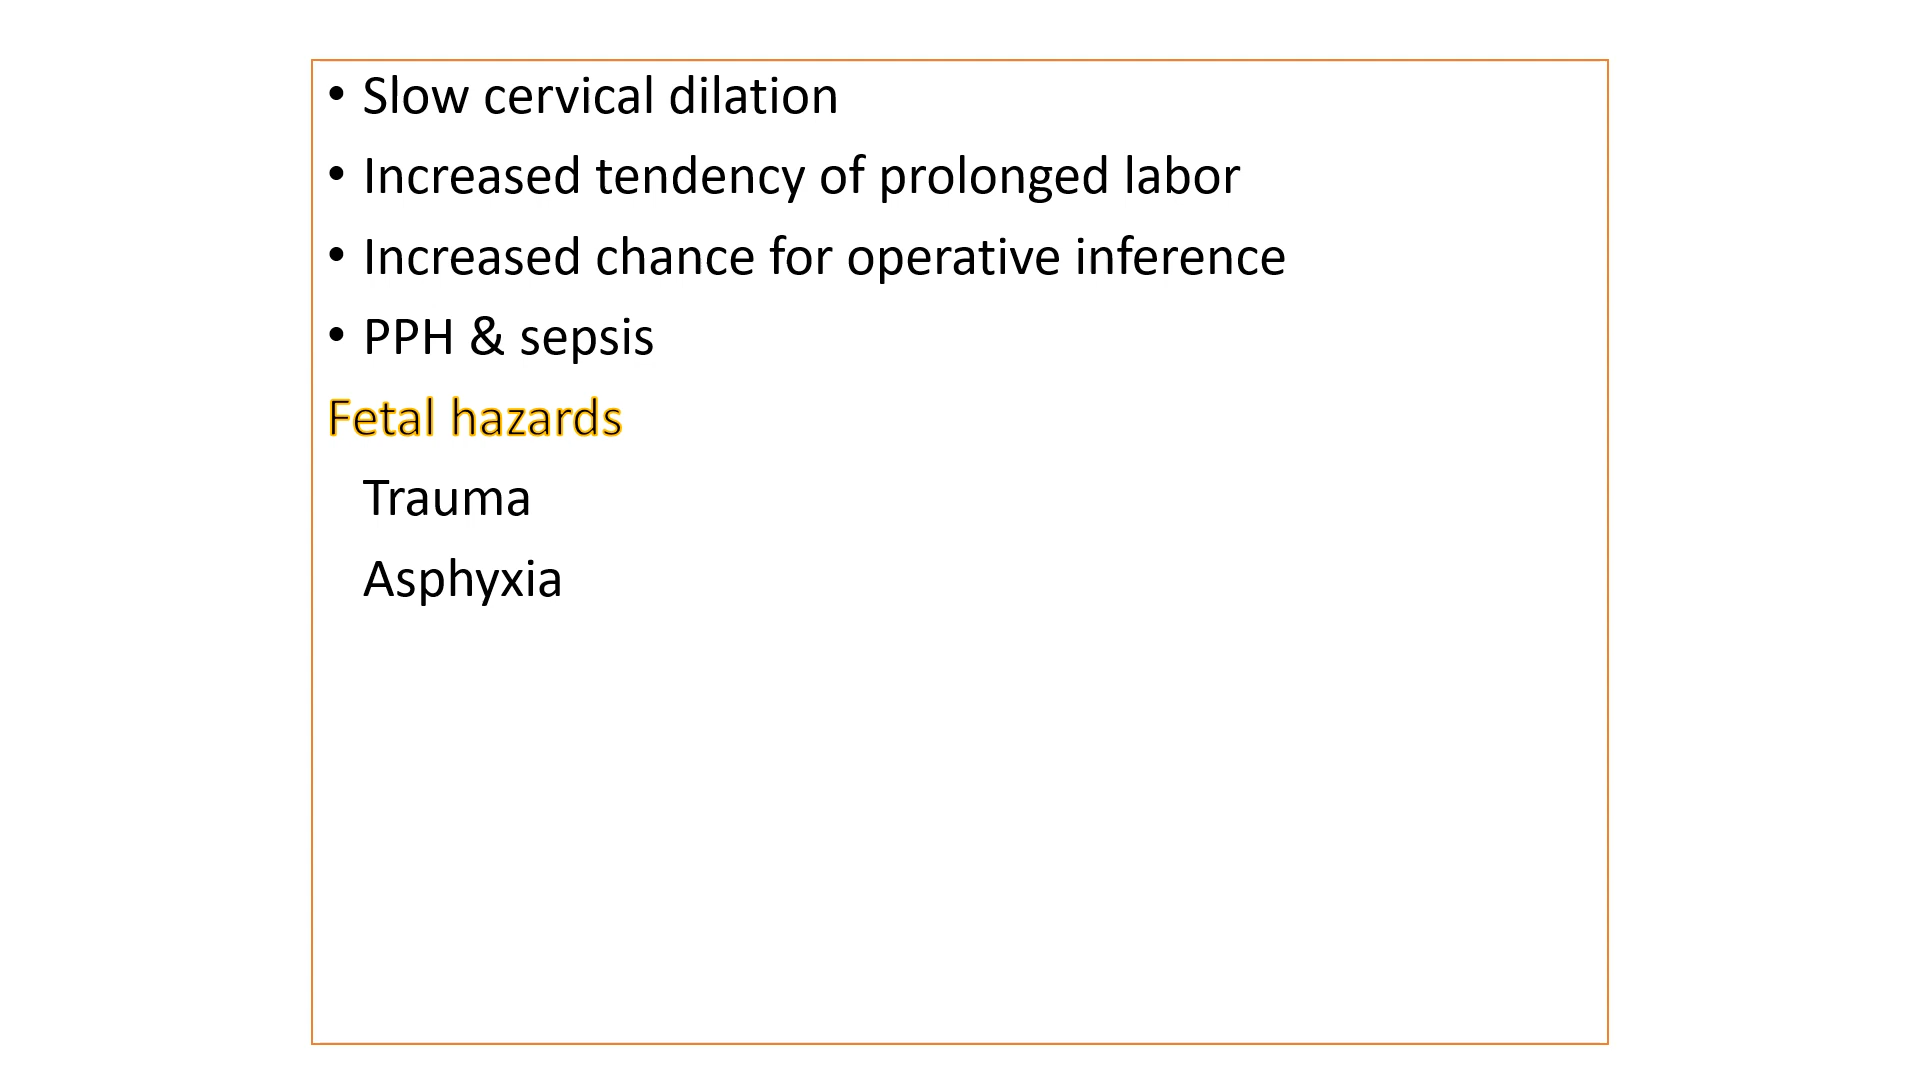 • Slow cervical dilation
• Increased tendency of prolonged labor
• Increased chance for operative inference
• PPH & sepsis
Fetal hazards
Trauma
Asphyxia